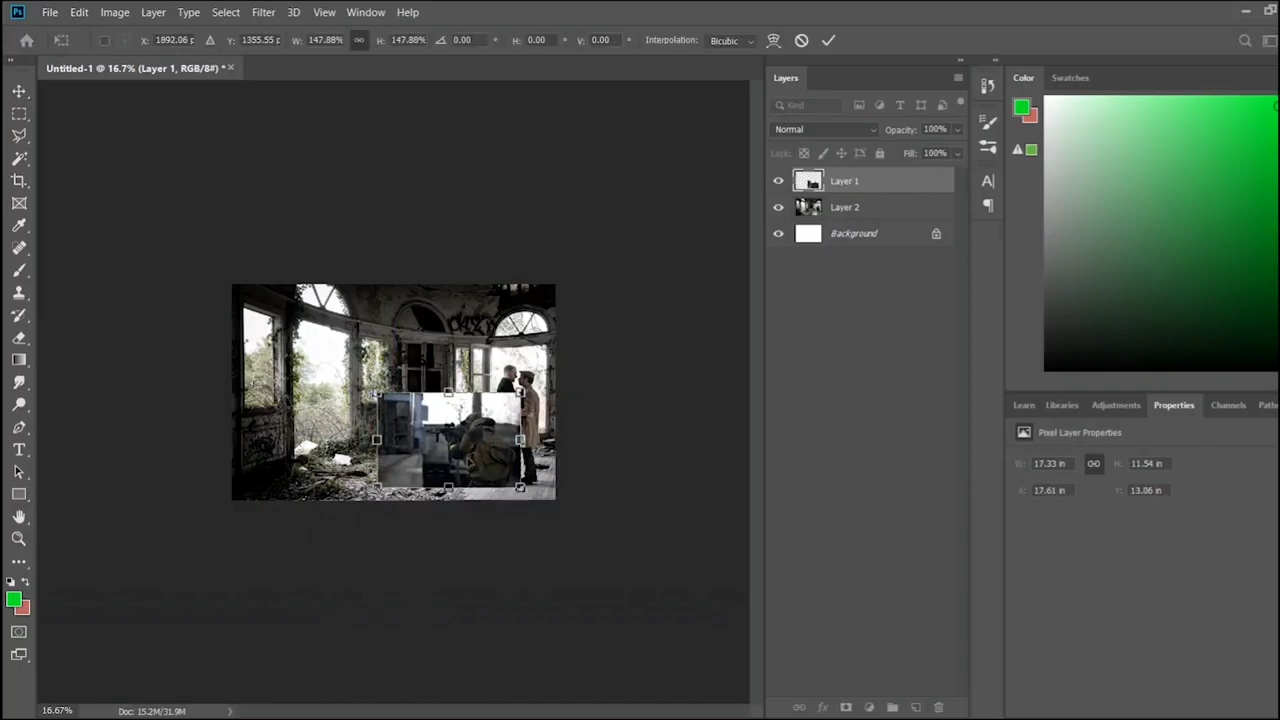 Ps File Edit Image Layer Type Select Filter 3D View Window Help
X: 1892.06 p Y: 1355.55 p W: 147.88% H: 147.88% 0.00 ° H: 0.00 ° V: 0.00 ° Interpolation: Bicubic
Untitled-1 @ 16.7% (Layer 1, RGB/8#) * ×
Layers
Kind
Normal Opacity: 100%
Lock: Fill: 100%
Layer 1
Layer 2
Background
Color Swatches
Learn Libraries Adjustments Properties Channels Path
Pixel Layer Properties
W: 17.33 in H: 11.54 in
X: 17.61 in Y: 13.06 in
16.67% Doc: 15.2M/31.9M